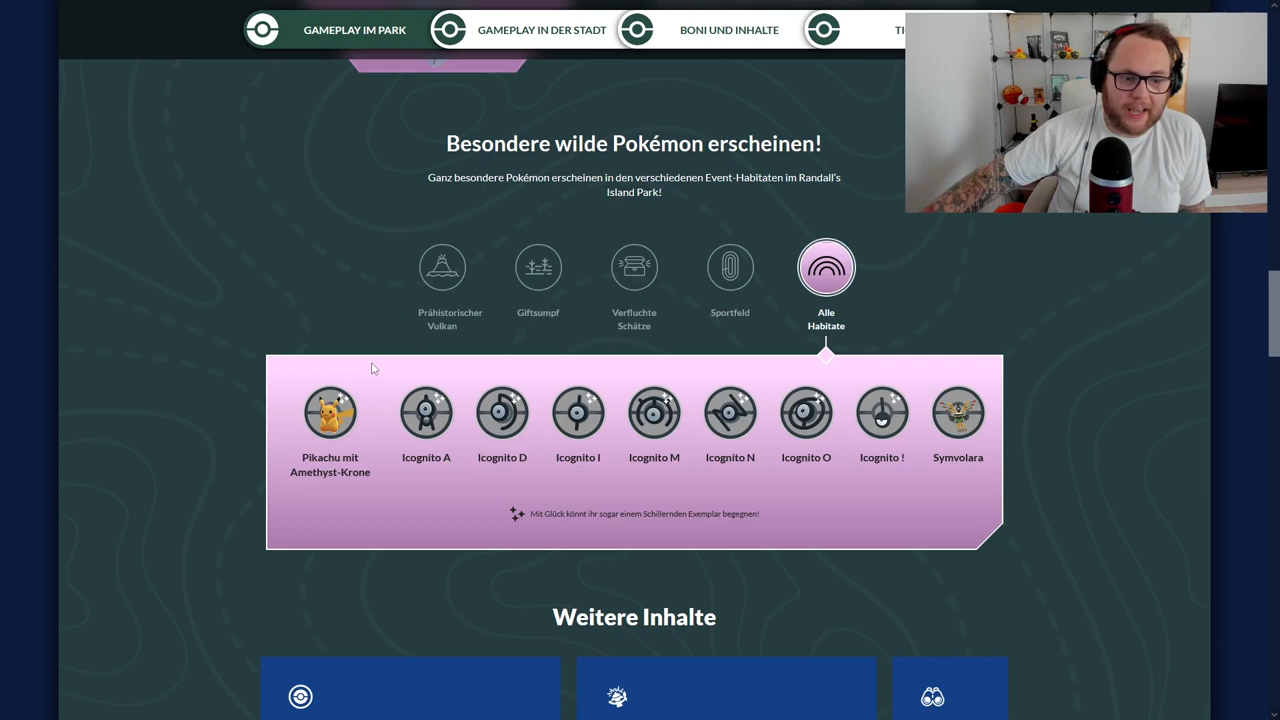 GAMEPLAY IM PARK
GAMEPLAY IN DER STADT
BONI UND INHALTE
Besondere wilde Pokémon erscheinen!
Ganz besondere Pokémon erscheinen in den verschiedenen Event-Habitaten im Randall's
Island Park!
Prähistorischer
Vulkan
Giftsumpf
Verfluchte
Schätze
Sportfeld
Alle
Habitate
Pikachu mit
Amethyst-Krone
Icognito A
Icognito D
Icognito I
Icognito M
Icognito N
Icognito O
Icognito !
Symvolara
Mit Glück könnt ihr sogar einem Schillernden Exemplar begegnen!
Weitere Inhalte